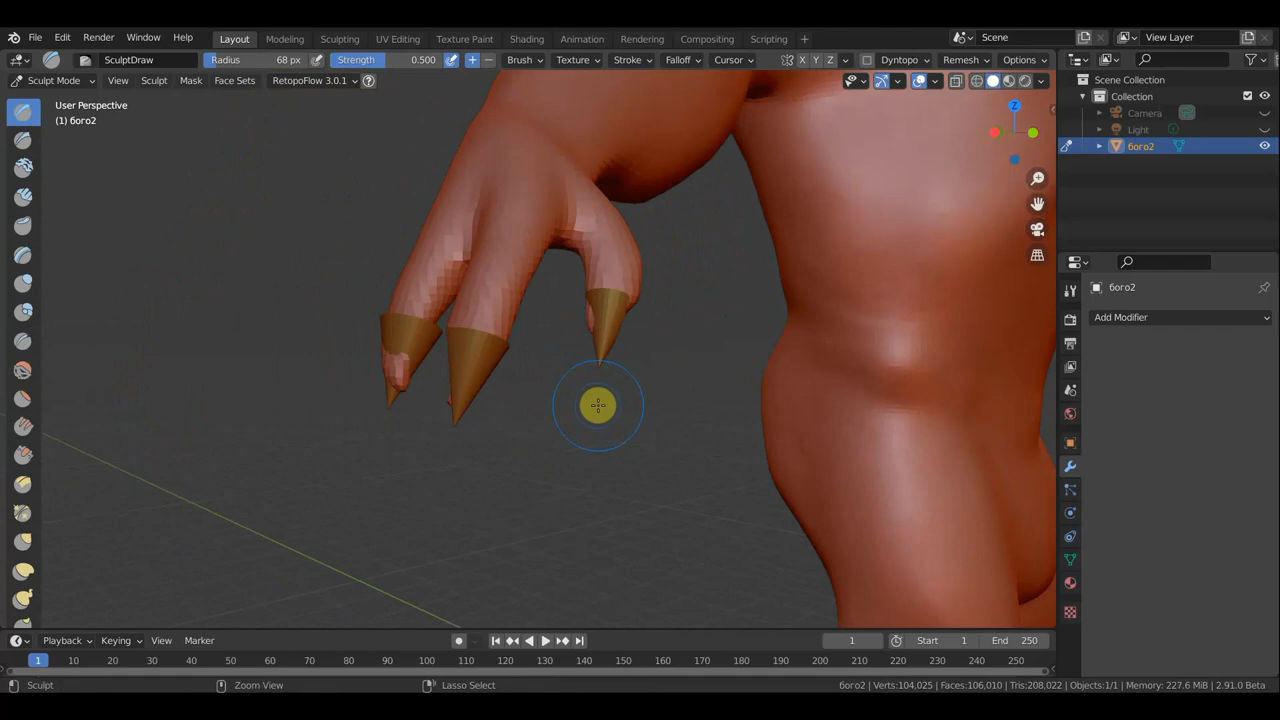 File Edit Render Window Help Layout Modeling Sculpting UV Editing Texture Paint Shading Animation Rendering Compositing Scripting + Scene View Layer
SculptDraw Radius 68 px Strength 0.500 Brush Texture Stroke Falloff Cursor X Y Z Dyntopo Remesh Options
Sculpt Mode View Sculpt Mask Face Sets RetopoFlow 3.0.1 ?
User Perspective
(1) бого2
Z
Scene Collection
Collection
Camera
Light
бого2
бого2
Add Modifier
Playback Keying View Marker 1 Start 1 End 250
1 10 20 30 40 50 60 70 80 90 100 110 120 130 140 150 160 170 180 190 200 210 220 230 240 250
Sculpt Zoom View Lasso Select бого2 | Verts:104,025 | Faces:106,010 | Tris:208,022 | Objects:1/1 | Memory: 227.6 MiB | 2.91.0 Beta